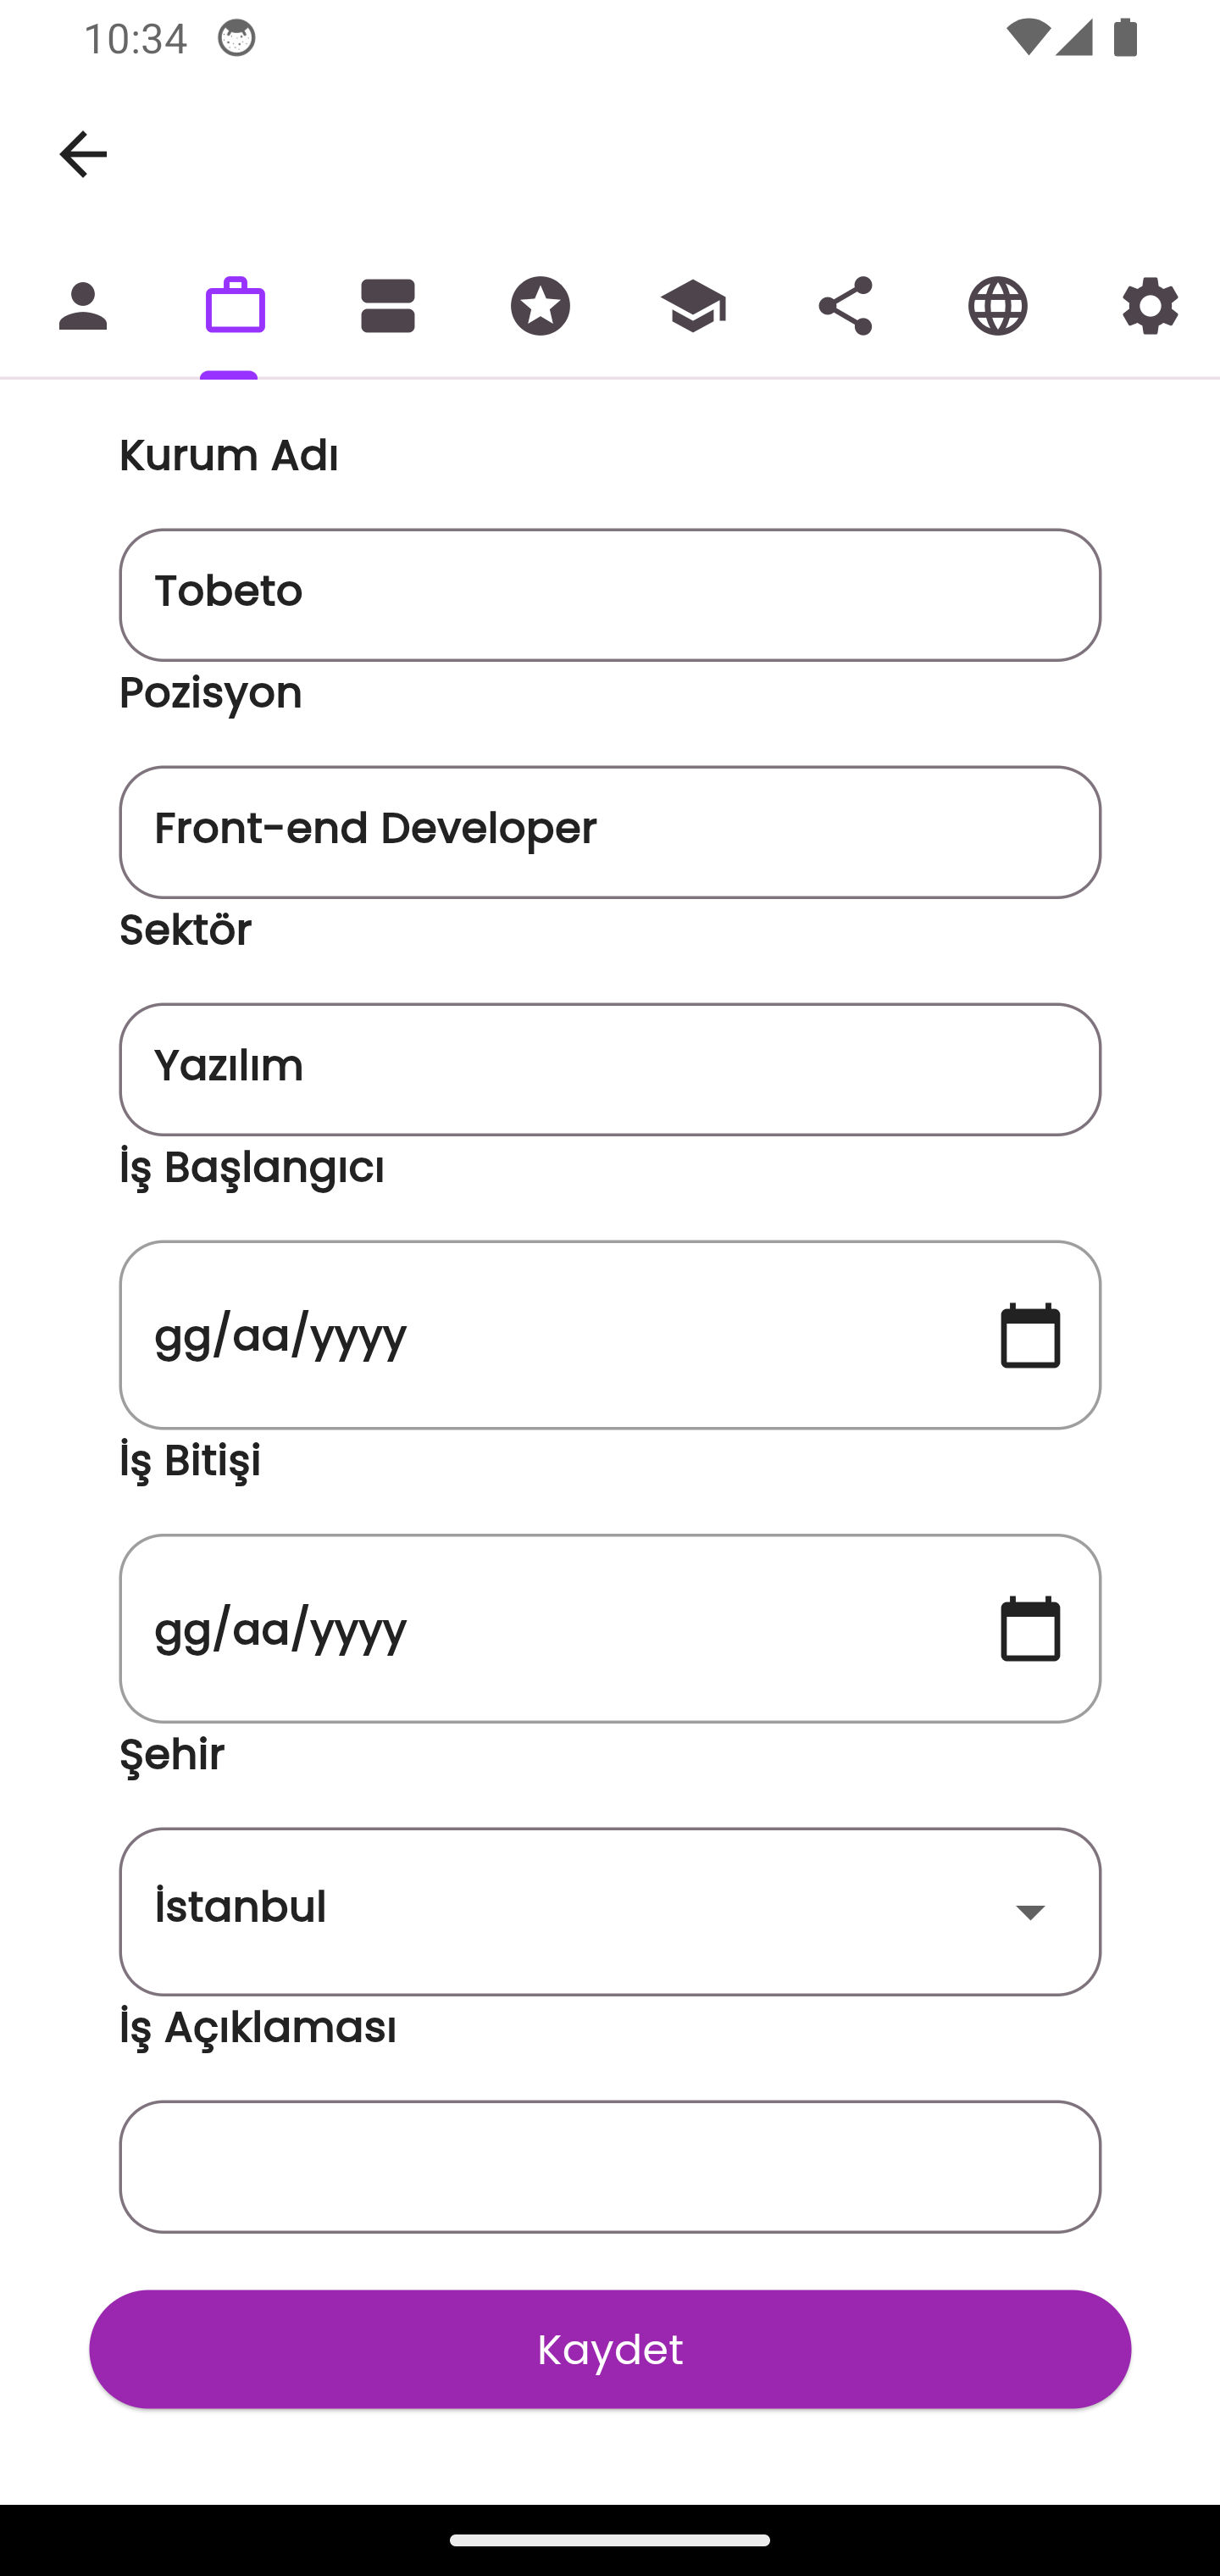 10:34
Kurum Adı
Tobeto
Pozisyon
Front-end Developer
Sektör
Yazılım
İş Başlangıcı
gg/aa/yyyy
İş Bitişi
gg/aa/yyyy
Şehir
İstanbul
İş Açıklaması
Kaydet